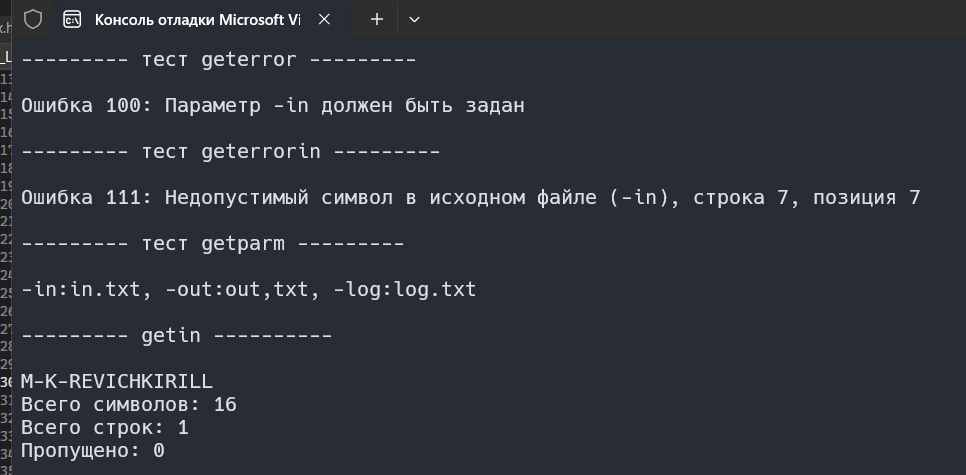 Консоль отладки Microsoft Vi
--------- тест geterror ---------
Ошибка 100: Параметр -in должен быть задан
--------- тест geterrorin ---------
Ошибка 111: Недопустимый символ в исходном файле (-in), строка 7, позиция 7
--------- тест getparm ---------
-in:in.txt, -out:out,txt, -log:log.txt
--------- getin ----------
M-K-REVICHKIRILL
Всего символов: 16
Всего строк: 1
Пропущено: 0